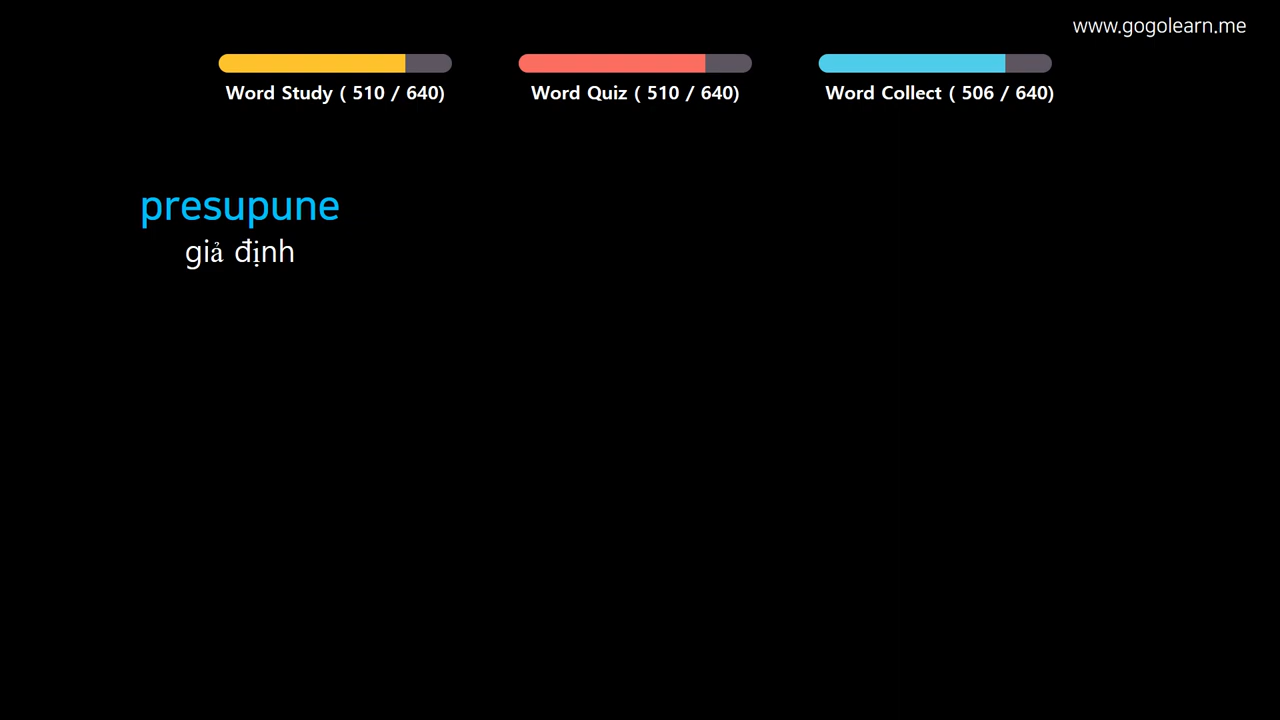 www.gogolearn.me
Word Study ( 510 / 640)
Word Quiz ( 510 / 640)
Word Collect ( 506 / 640)
presupune
giả định